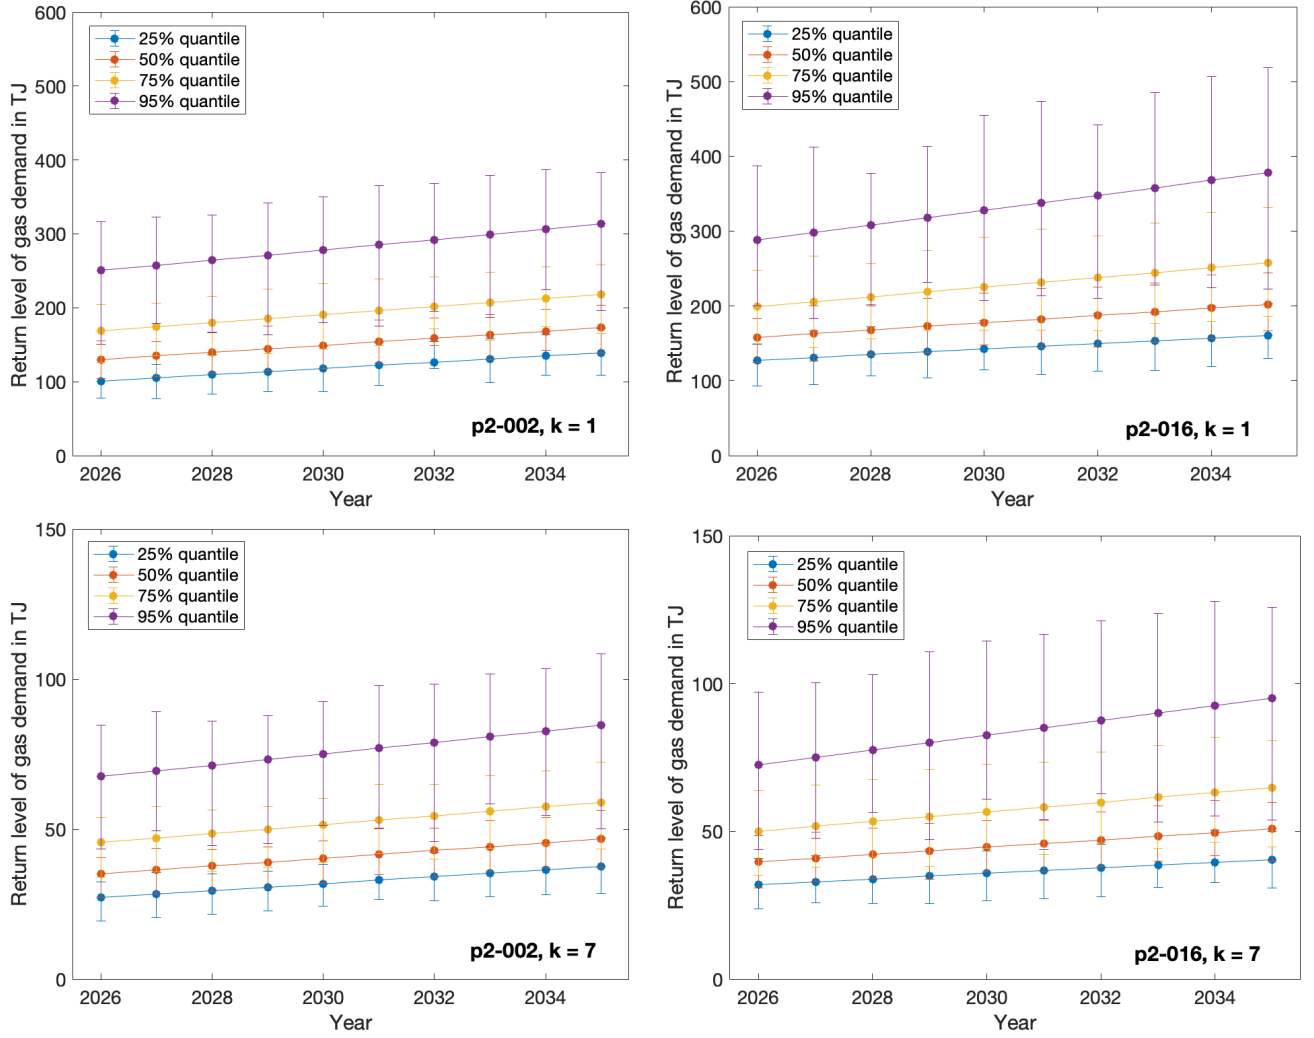 600
500
400
300
200
100
0
Return level of gas demand in TJ
25% quantile
50% quantile
75% quantile
95% quantile
p2-002, k = 1
2026 2028 2030 2032 2034
Year
600
500
400
300
200
100
0
Return level of gas demand in TJ
25% quantile
50% quantile
75% quantile
95% quantile
p2-016, k = 1
2026 2028 2030 2032 2034
Year
150
100
50
0
Return level of gas demand in TJ
25% quantile
50% quantile
75% quantile
95% quantile
p2-002, k = 7
2026 2028 2030 2032 2034
Year
150
100
50
0
Return level of gas demand in TJ
25% quantile
50% quantile
75% quantile
95% quantile
p2-016, k = 7
2026 2028 2030 2032 2034
Year